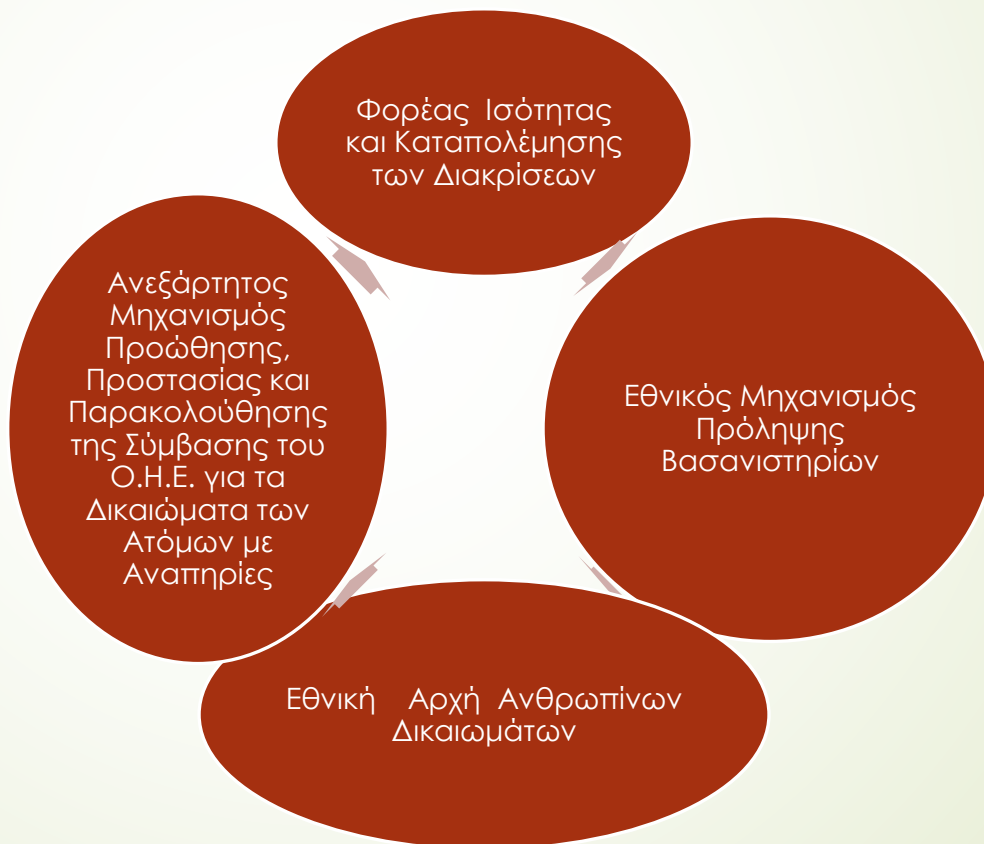 Φορέας Ισότητας
και Καταπολέμησης
των Διακρίσεων
Ανεξάρτητος
Μηχανισμός
Προώθησης,
Προστασίας και
Παρακολούθησης
της Σύμβασης του
Ο.Η.Ε. για τα
Δικαιώματα των
Ατόμων με
Αναπηρίες
Εθνικός Μηχανισμός
Πρόληψης
Βασανιστηρίων
Εθνική Αρχή Ανθρωπίνων
Δικαιωμάτων